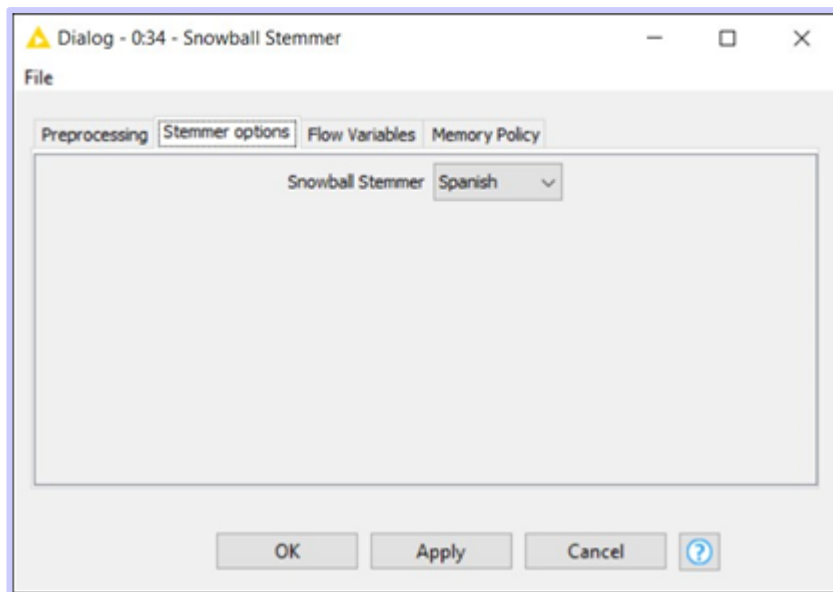 Dialog - 0:34 - Snowball Stemmer
File
Preprocessing Stemmer options Flow Variables Memory Policy
Snowball Stemmer Spanish
OK Apply Cancel ?